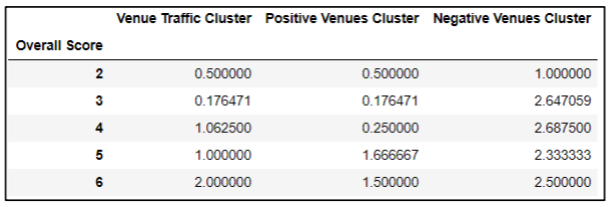 Venue Traffic Cluster Positive Venues Cluster Negative Venues Cluster
Overall Score
2 0.500000 0.500000 1.000000
3 0.176471 0.176471 2.647059
4 1.062500 0.250000 2.687500
5 1.000000 1.666667 2.333333
6 2.000000 1.500000 2.500000